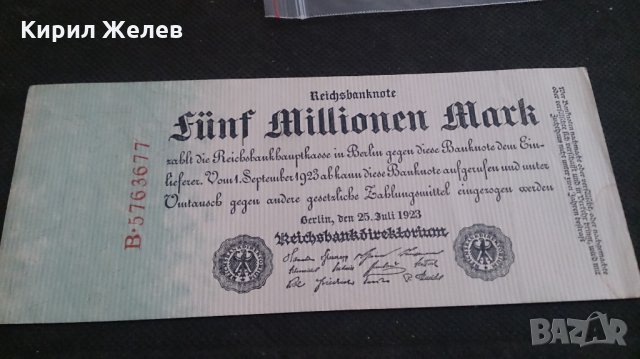 Кирил Желев
Reichsbanknote
Fünf Millionen Mark
zahlt die Reichsbankhauptkasse in Berlin gegen diese Banknote dem Ein-
lieferer. Vom 1. September 1923 ab kann diese Banknote aufgerufen und unter
Umtausch gegen andere gesetzliche Zahlungsmittel eingezogen werden
Berlin, den 25. Juli 1923
Reichsbankdirektorium
B·5763677
BAZAR